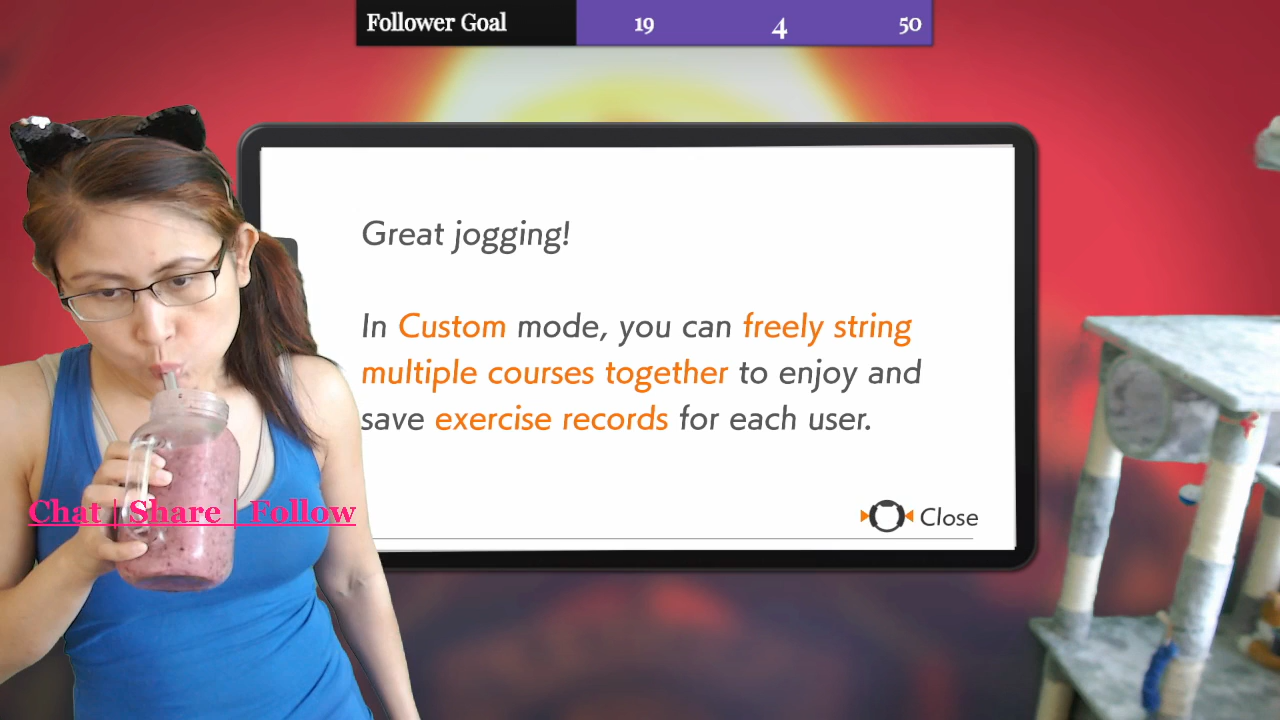 Follower Goal 19 4 50
Great jogging!
In Custom mode, you can freely string
multiple courses together to enjoy and
save exercise records for each user.
Chat | Share | Follow
Close